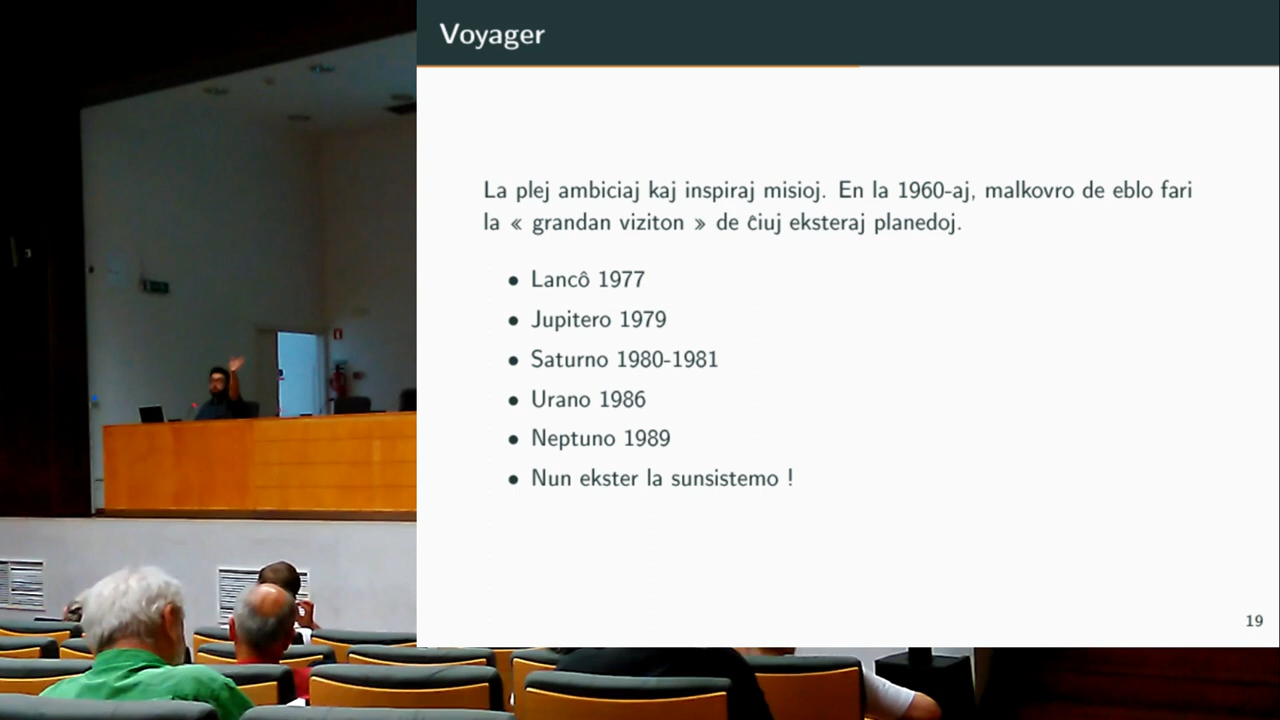 Voyager
La plej ambiciaj kaj inspiraj misioj. En la 1960-aj, malkovro de eblo fari
la « grandan viziton » de ĉiuj eksteraj planedoj.
• Lancô 1977
• Jupitero 1979
• Saturno 1980-1981
• Urano 1986
• Neptuno 1989
• Nun ekster la sunsistemo !
19